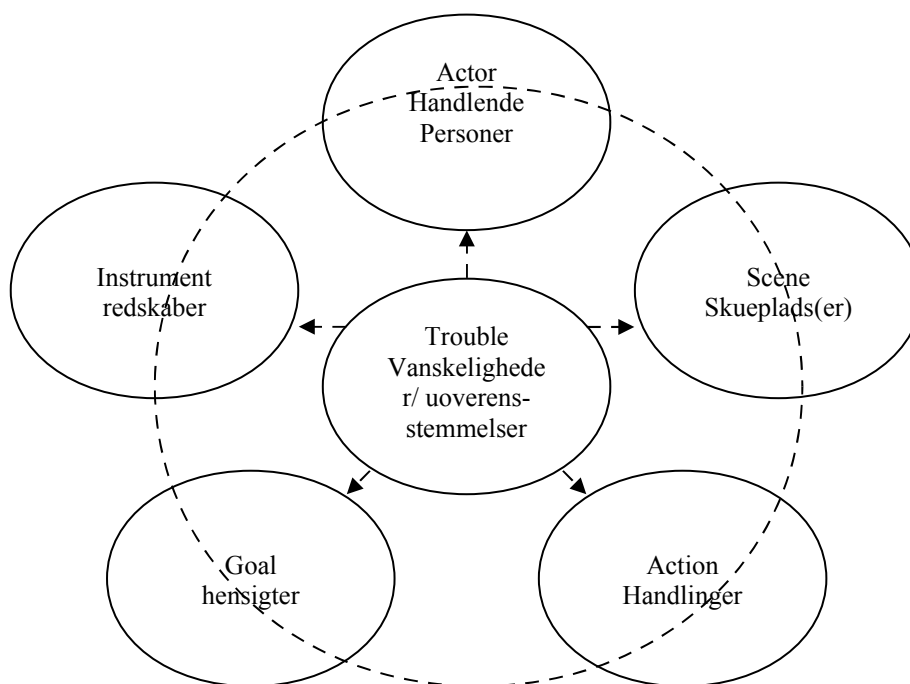 Actor
Handlende
Personer
Instrument
redskaber
Scene
Skueplads(er)
Trouble
Vanskelighede
r/ uoverens-
stemmelser
Goal
hensigter
Action
Handlinger